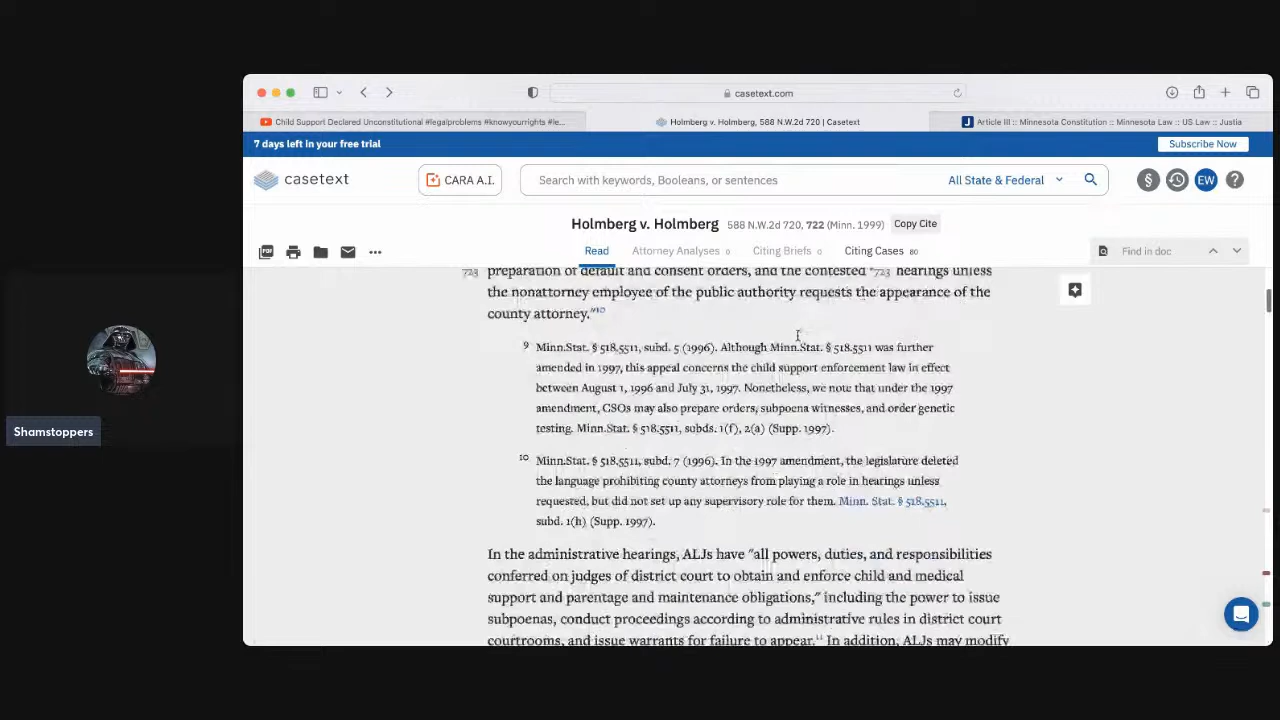 casetext.com
Child Support Declared Unconstitutional #legalproblems #knowyourrights #le...
Holmberg v. Holmberg, 588 N.W.2d 720 | Casetext
Article III :: Minnesota Constitution :: Minnesota Law :: US Law :: Justia
7 days left in your free trial
Subscribe Now
casetext
CARA A.I.
Search with keywords, Booleans, or sentences
All State & Federal
§
EW
?
Holmberg v. Holmberg 588 N.W.2d 720, 722 (Minn. 1999)
Copy Cite
PDF
Read
Attorney Analyses 0
Citing Briefs 0
Citing Cases 80
Find in doc
723 preparation of default and consent orders, and the contested *723 hearings unless
the nonattorney employee of the public authority requests the appearance of the
county attorney."10
9 Minn.Stat. § 518.5511, subd. 5 (1996). Although Minn.Stat. § 518.5511 was further
amended in 1997, this appeal concerns the child support enforcement law in effect
between August 1, 1996 and July 31, 1997. Nonetheless, we note that under the 1997
amendment, CSOs may also prepare orders, subpoena witnesses, and order genetic
testing. Minn.Stat. § 518.5511, subds. 1(f), 2(a) (Supp. 1997).
10 Minn.Stat. § 518.5511, subd. 7 (1996). In the 1997 amendment, the legislature deleted
the language prohibiting county attorneys from playing a role in hearings unless
requested, but did not set up any supervisory role for them. Minn. Stat. § 518.5511,
subd. 1(h) (Supp. 1997).
In the administrative hearings, ALJs have "all powers, duties, and responsibilities
conferred on judges of district court to obtain and enforce child and medical
support and parentage and maintenance obligations," including the power to issue
subpoenas, conduct proceedings according to administrative rules in district court
courtrooms, and issue warrants for failure to appear.11 In addition, ALJs may modify
Shamstoppers